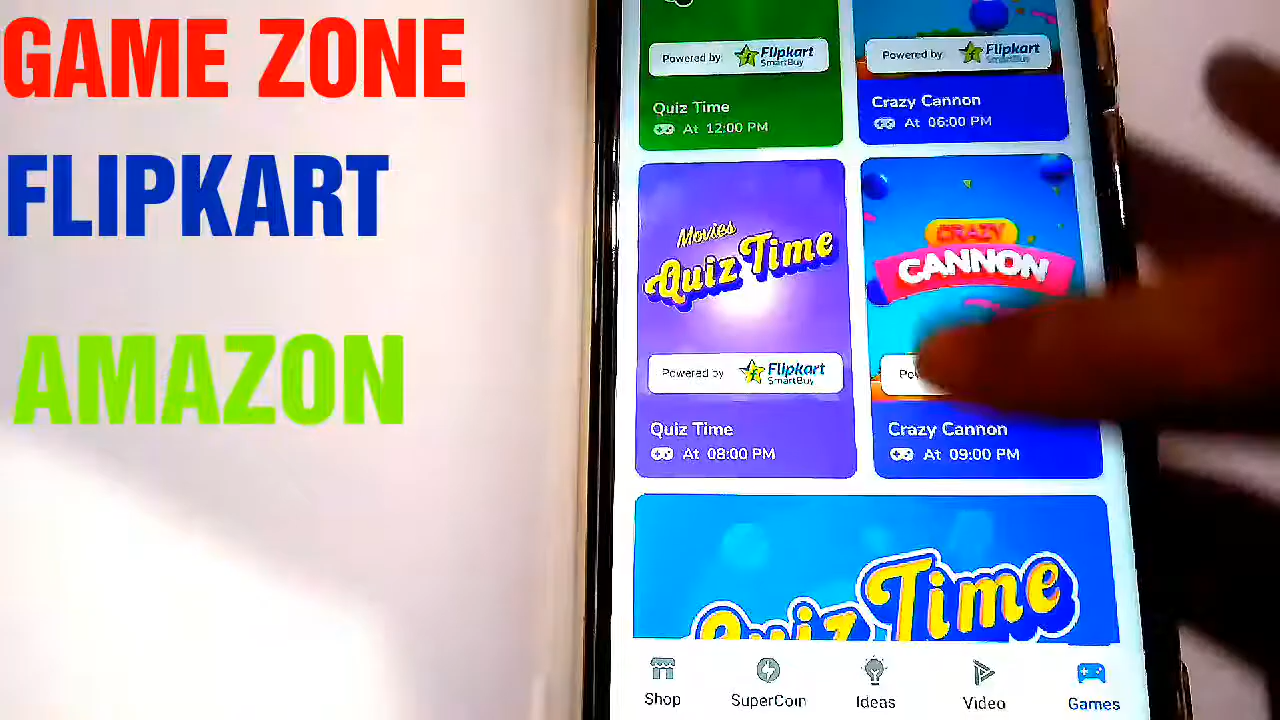 GAME ZONE
FLIPKART
AMAZON
Powered by Flipkart
SmartBuy
Quiz Time
At 12:00 PM
Powered by Flipkart
SmartBuy
Crazy Cannon
At 06:00 PM
Movies
Quiz Time
Powered by Flipkart
SmartBuy
Quiz Time
At 08:00 PM
CRAZY
CANNON
Crazy Cannon
At 09:00 PM
Quiz Time
Shop
SuperCoin
Ideas
Video
Games